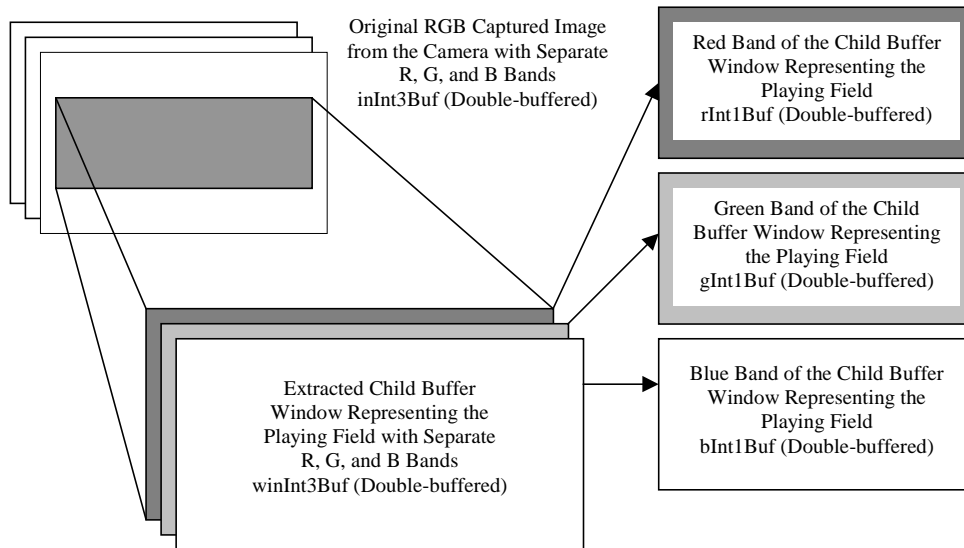 Original RGB Captured Image
from the Camera with Separate
R, G, and B Bands
inInt3Buf (Double-buffered)
Red Band of the Child Buffer
Window Representing the
Playing Field
rInt1Buf (Double-buffered)
Green Band of the Child
Buffer Window Representing
the Playing Field
gInt1Buf (Double-buffered)
Blue Band of the Child Buffer
Window Representing the
Playing Field
bInt1Buf (Double-buffered)
Extracted Child Buffer
Window Representing the
Playing Field with Separate
R, G, and B Bands
winInt3Buf (Double-buffered)